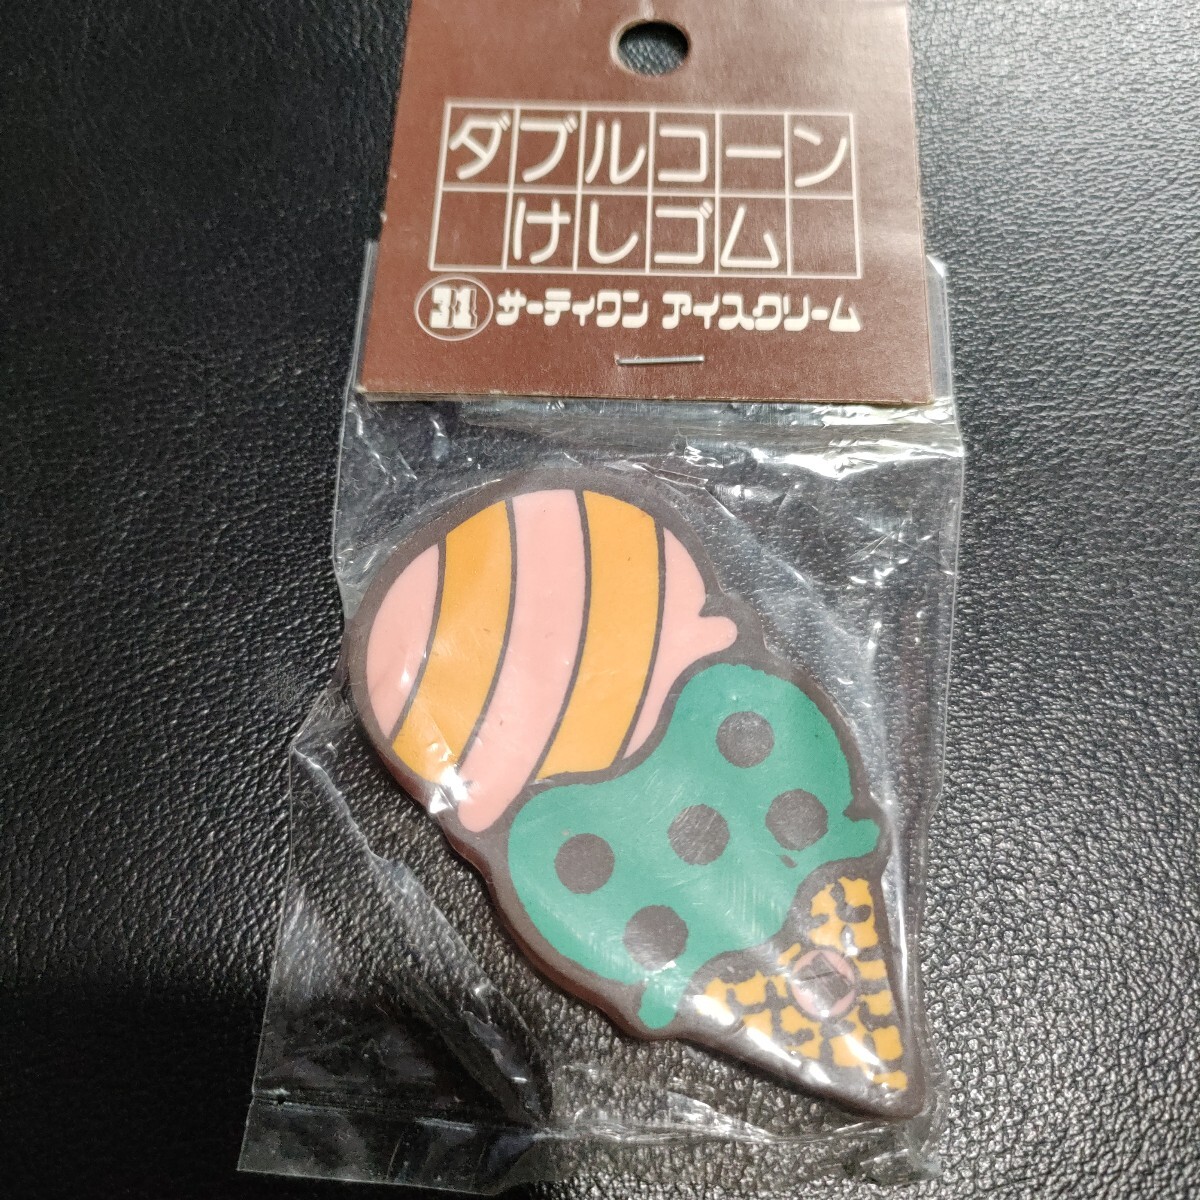 ダブルコーン
けしゴム
31 サーティワン アイスクリーム